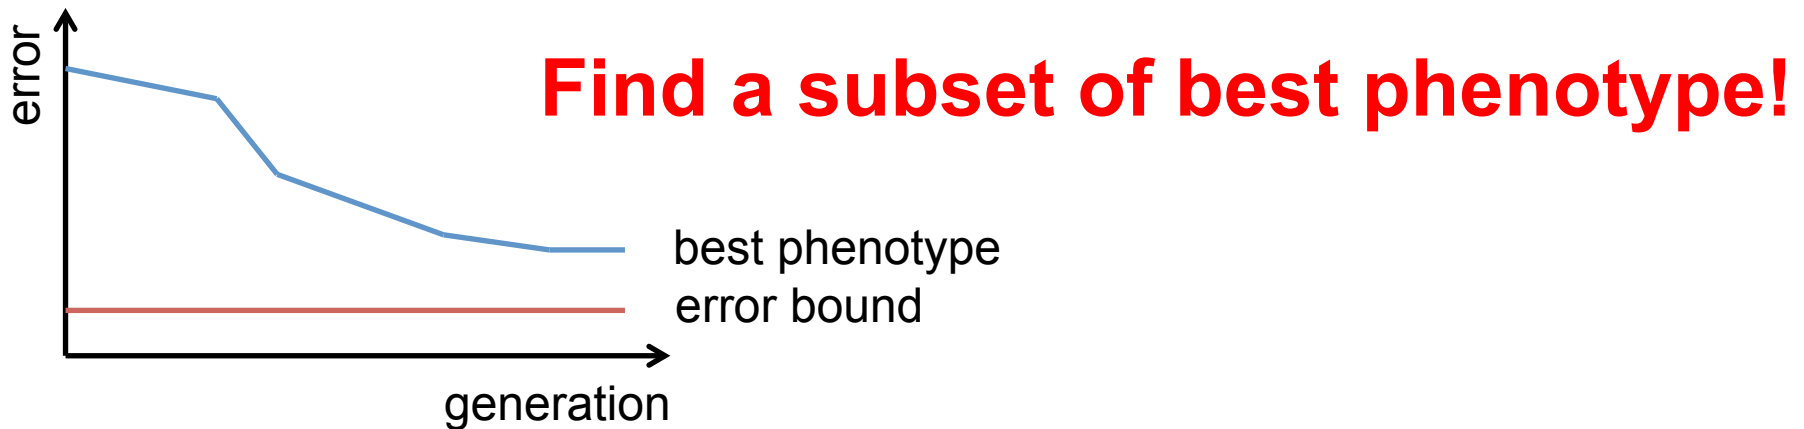 error
Find a subset of best phenotype!
best phenotype
error bound
generation